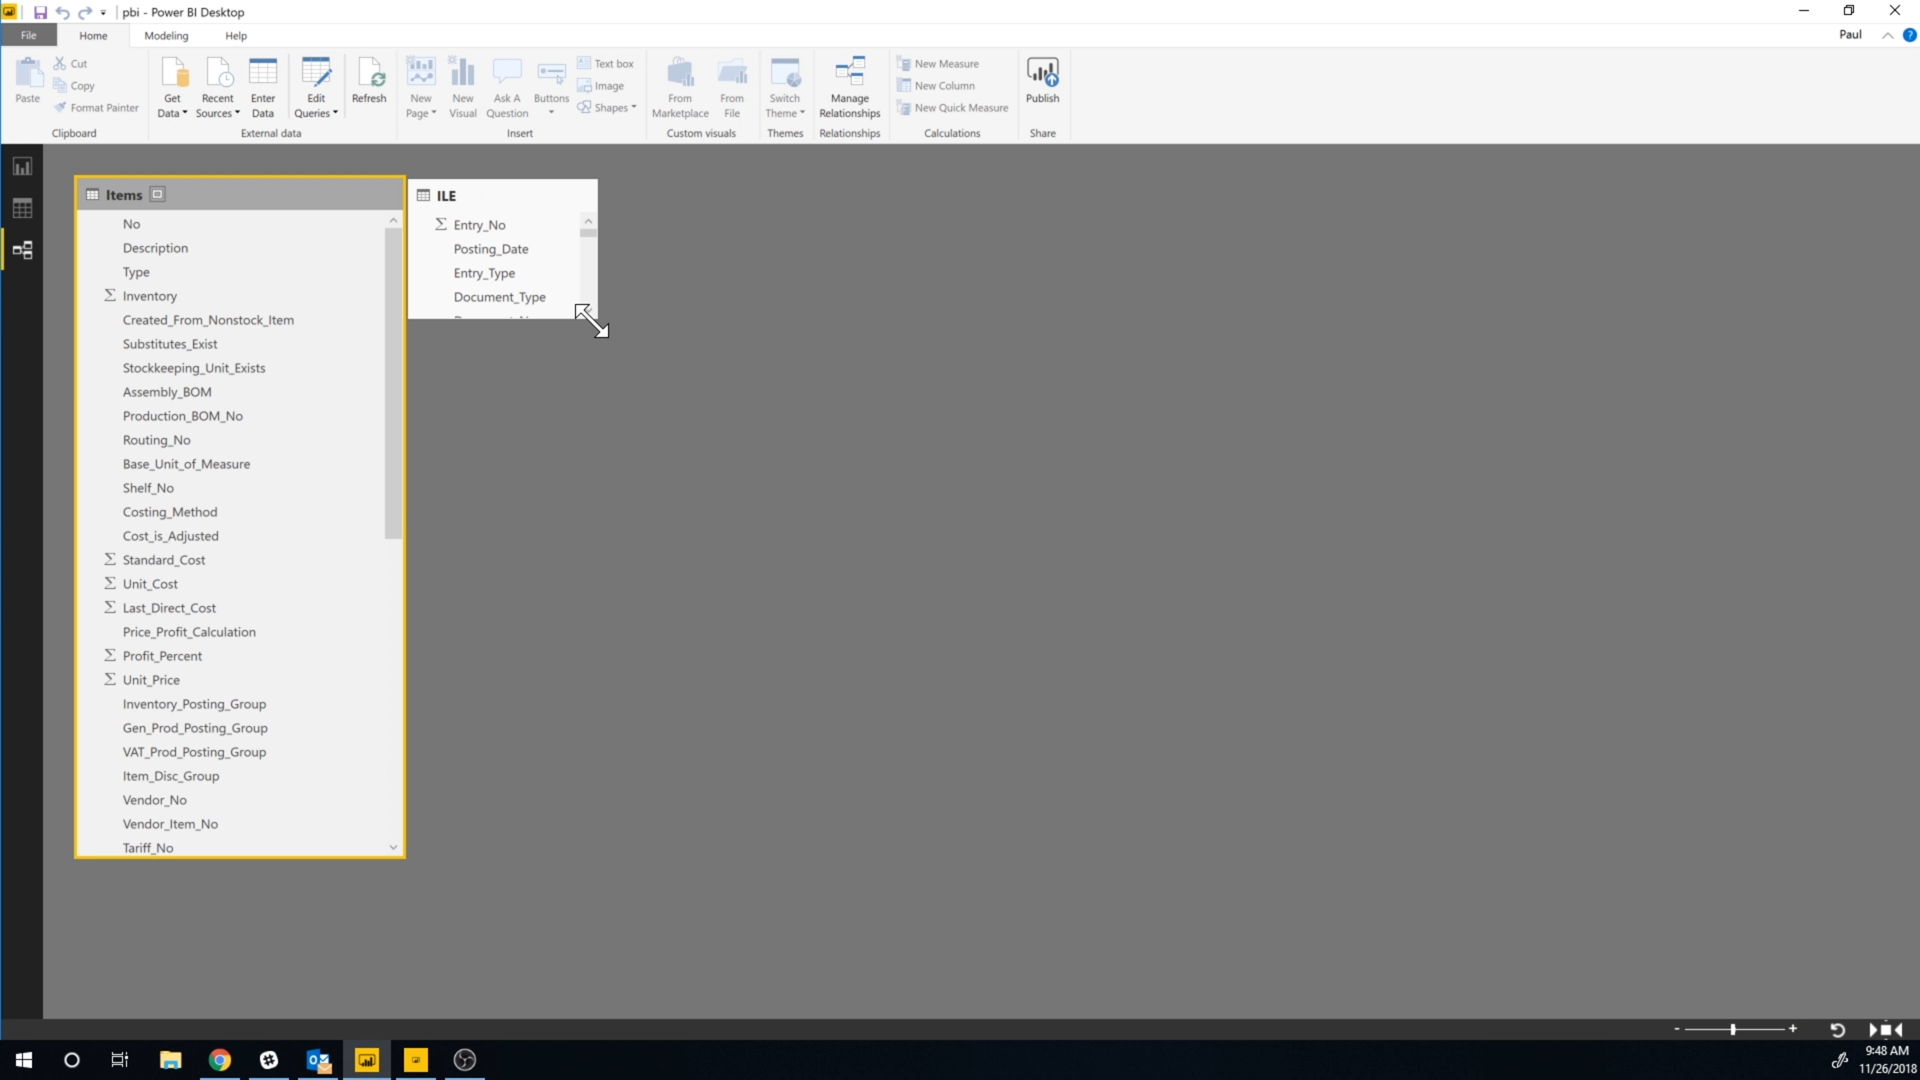 pbi - Power BI Desktop
File Home Modeling Help
Paul
Paste
Cut
Copy
Format Painter
Clipboard
Get Data
Recent Sources
Enter Data
Edit Queries
Refresh
External data
New Page
New Visual
Ask A Question
Buttons
Text box
Image
Shapes
Insert
From Marketplace
From File
Custom visuals
Switch Theme
Themes
Manage Relationships
Relationships
New Measure
New Column
New Quick Measure
Calculations
Publish
Share
Items
No
Description
Type
Σ Inventory
Created_From_Nonstock_Item
Substitutes_Exist
Stockkeeping_Unit_Exists
Assembly_BOM
Production_BOM_No
Routing_No
Base_Unit_of_Measure
Shelf_No
Costing_Method
Cost_is_Adjusted
Σ Standard_Cost
Σ Unit_Cost
Σ Last_Direct_Cost
Price_Profit_Calculation
Σ Profit_Percent
Σ Unit_Price
Inventory_Posting_Group
Gen_Prod_Posting_Group
VAT_Prod_Posting_Group
Item_Disc_Group
Vendor_No
Vendor_Item_No
Tariff_No
ILE
Σ Entry_No
Posting_Date
Entry_Type
Document_Type
9:48 AM
11/26/2018